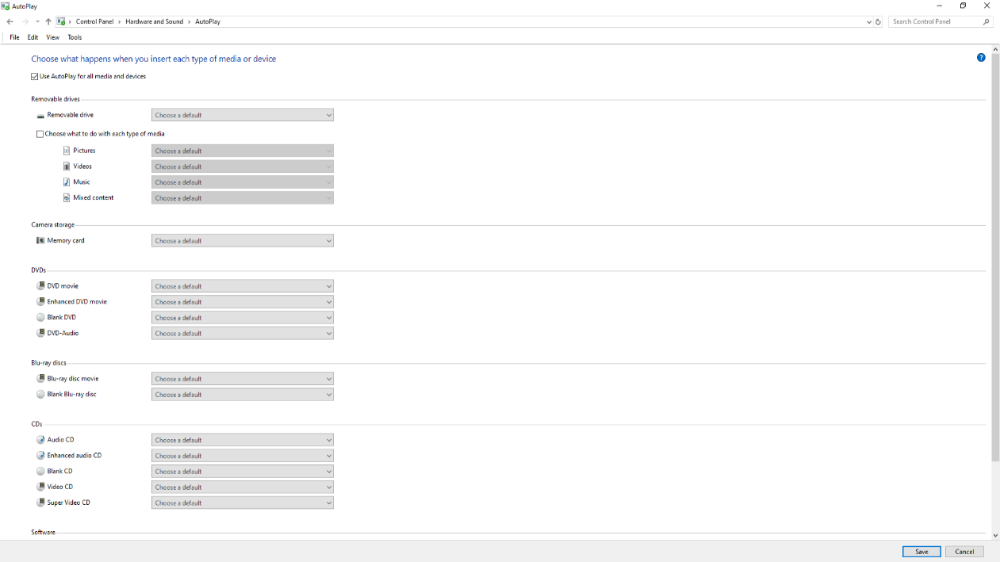 AutoPlay
Control Panel > Hardware and Sound > AutoPlay
Search Control Panel
File Edit View Tools
Choose what happens when you insert each type of media or device
?
Use AutoPlay for all media and devices
Removable drives
Removable drive Choose a default
Choose what to do with each type of media
Pictures Choose a default
Videos Choose a default
Music Choose a default
Mixed content Choose a default
Camera storage
Memory card Choose a default
DVDs
DVD movie Choose a default
Enhanced DVD movie Choose a default
Blank DVD Choose a default
DVD-Audio Choose a default
Blu-ray discs
Blu-ray disc movie Choose a default
Blank Blu-ray disc Choose a default
CDs
Audio CD Choose a default
Enhanced audio CD Choose a default
Blank CD Choose a default
Video CD Choose a default
Super Video CD Choose a default
Software
Save Cancel